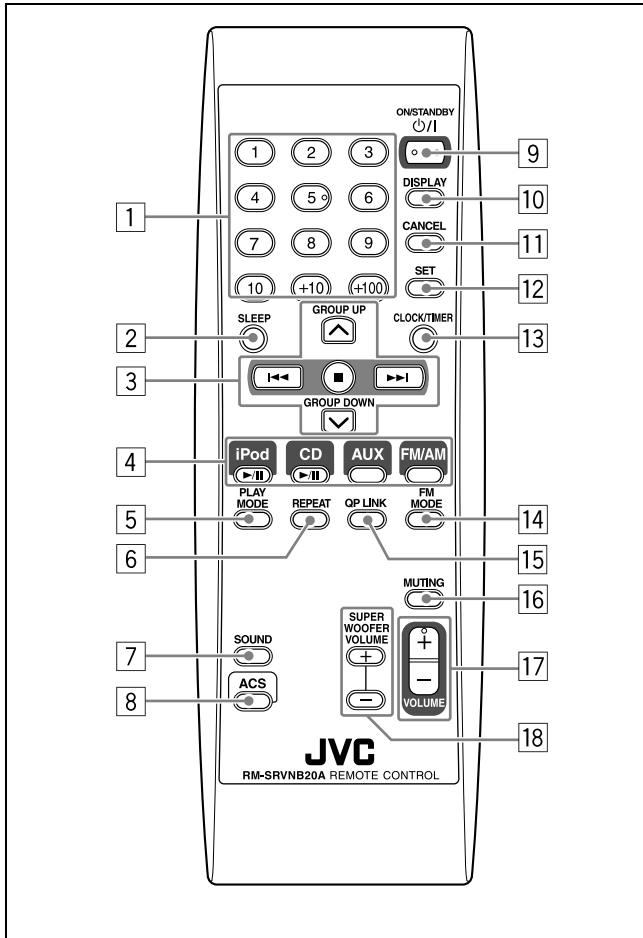 ON/STANDBY
⏻/I
1 2 3
9
DISPLAY
4 5 6
10
1
CANCEL
7 8 9
11
SET
10 +10 +100
12
SLEEP
GROUP UP
CLOCK/TIMER
2
13
3
GROUP DOWN
4
iPod CD AUX FM/AM
PLAY
MODE
REPEAT
QP LINK
FM
MODE
5
14
6
15
MUTING
16
SUPER
WOOFER
VOLUME
SOUND
+
+
7
17
ACS
−
−
8
VOLUME
18
JVC
RM-SRVNB20A REMOTE CONTROL